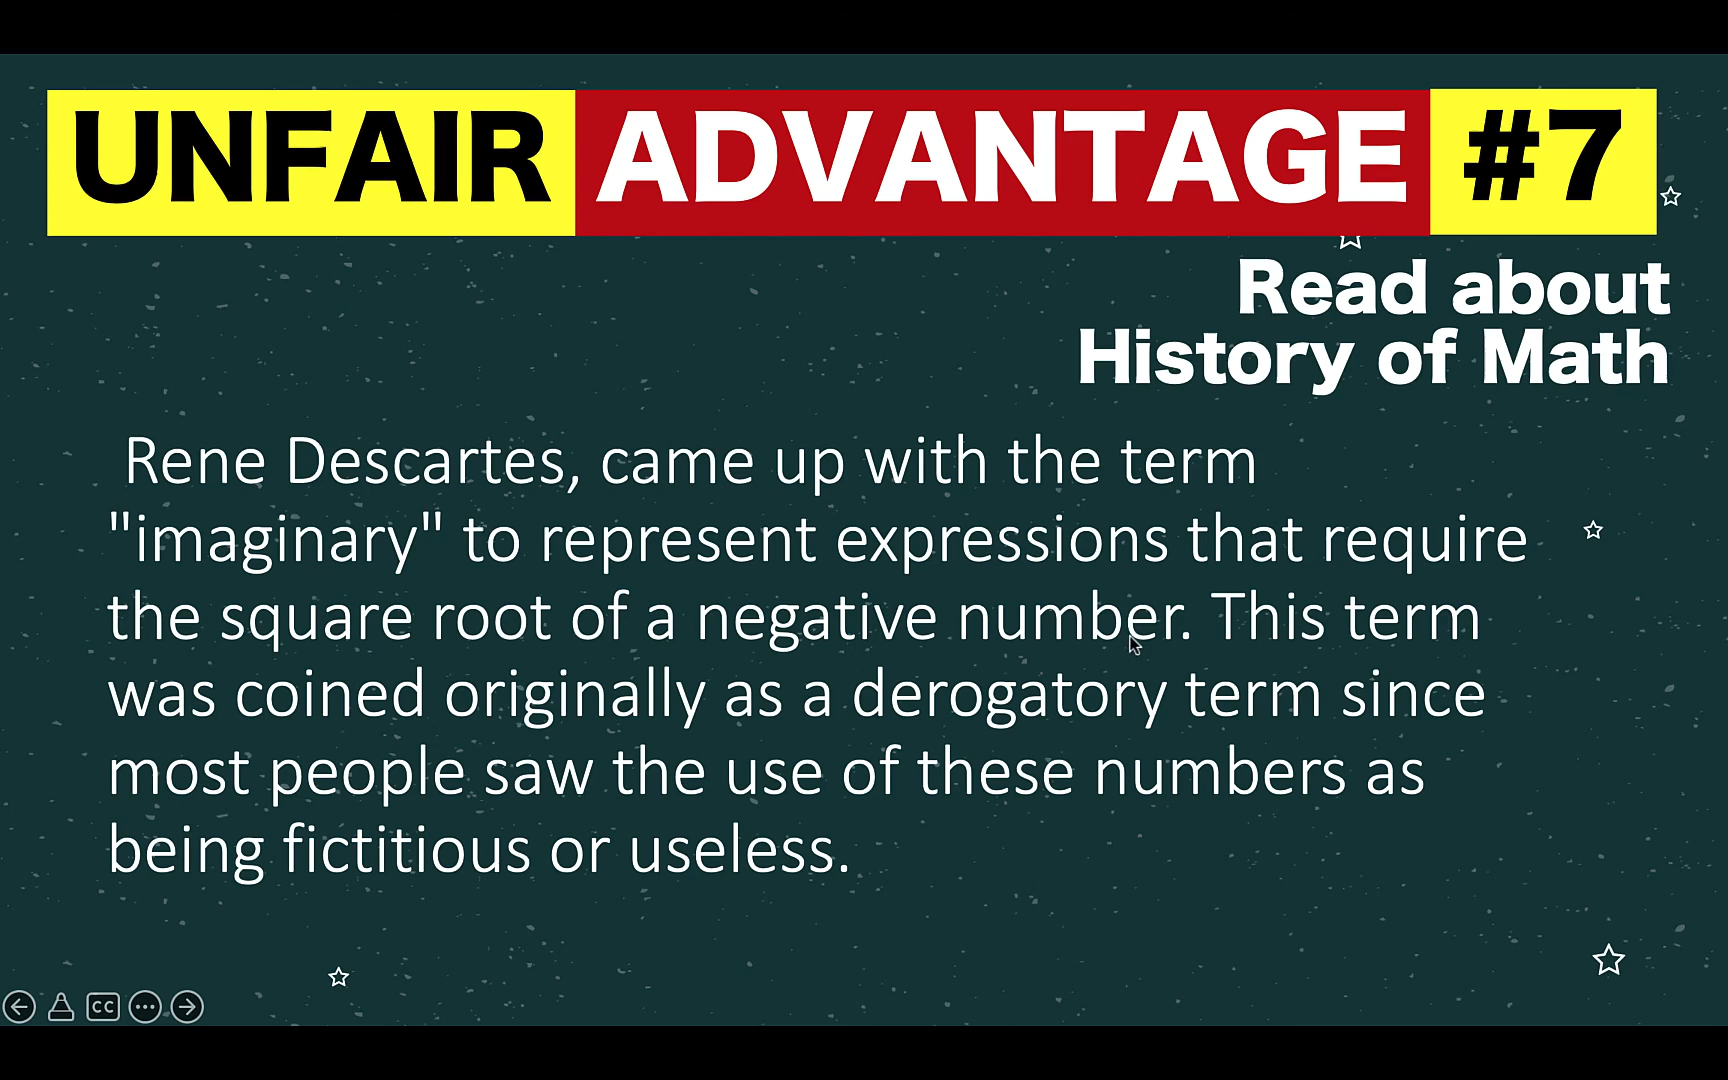 UNFAIR ADVANTAGE #7
Read about
History of Math
Rene Descartes, came up with the term
"imaginary" to represent expressions that require
the square root of a negative number. This term
was coined originally as a derogatory term since
most people saw the use of these numbers as
being fictitious or useless.
CC